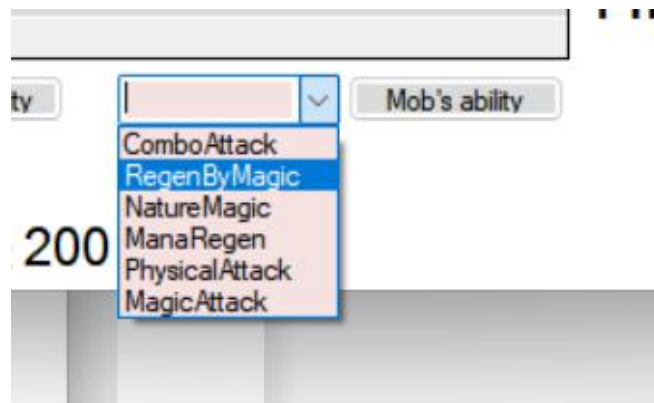 ty
Mob's ability
ComboAttack
RegenByMagic
NatureMagic
200
ManaRegen
PhysicalAttack
MagicAttack